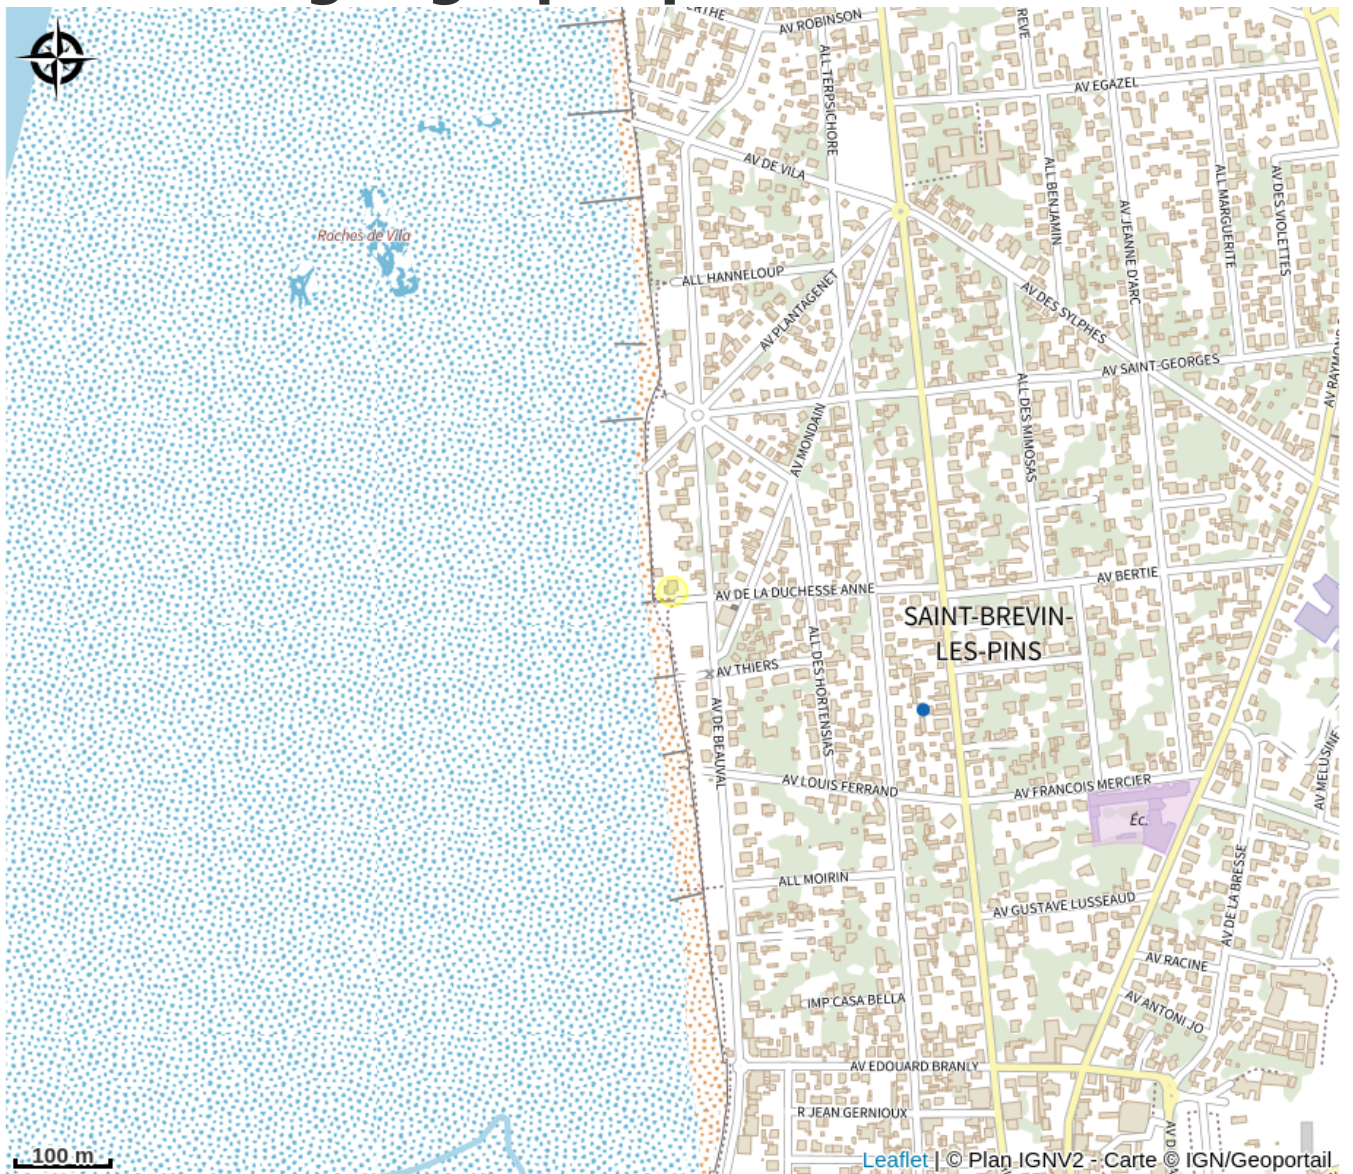 AV ROBINSON
ALL TERPSICHORE
AV EGAZEL
AV DE VILA
ALL BENJAMIN
AV JEANNE D'ARC
ALL MARGUERITE
AV DES VIOLETTES
Roches de Vila
ALL HANNELOUP
AV PLANTAGENET
AV DES SYLPHES
AV SAINT-GEORGES
ALL DES MIMOSAS
AV MONDAIN
AV BERTIE
AV DE LA DUCHESSE ANNE
SAINT-BREVIN-
LES-PINS
AV THIERS
ALL DES HORTENSIAS
AV DE BEAUVAL
AV LOUIS FERRAND
AV FRANCOIS MERCIER
AV MELUSINE
Éc.
ALL MOIRIN
AV GUSTAVE LUSSEAUD
AV DE LA BRESSE
AV RACINE
IMP CASA BELLA
AV ANTONI JO
AV EDOUARD BRANLY
R JEAN GERNIOUX
100 m
Leaflet | © Plan IGNV2 - Carte © IGN/Geoportail